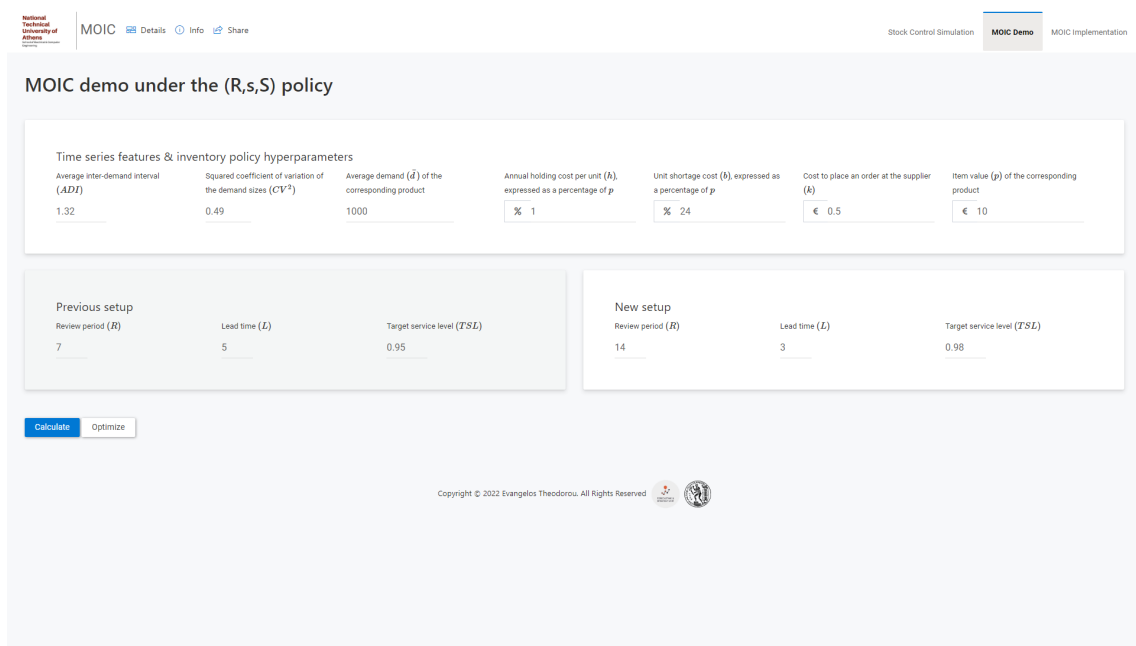 National
Technical
University of
Athens
MOIC Details Info Share
Stock Control Simulation MOIC Demo MOIC Implementation
MOIC demo under the (R,s,S) policy
Time series features & inventory policy hyperparameters
Average inter-demand interval
(ADI)
1.32
Squared coefficient of variation of
the demand sizes (CV²)
0.49
Average demand (d̂) of the
corresponding product
1000
Annual holding cost per unit (h),
expressed as a percentage of p
% 1
Unit shortage cost (b), expressed as
a percentage of p
% 24
Cost to place an order at the supplier
(k)
€ 0.5
Item value (p) of the corresponding
product
€ 10
Previous setup
Review period (R) Lead time (L) Target service level (TSL)
7 5 0.95
New setup
Review period (R) Lead time (L) Target service level (TSL)
14 3 0.98
Calculate Optimize
Copyright © 2022 Evangelos Theodorou. All Rights Reserved